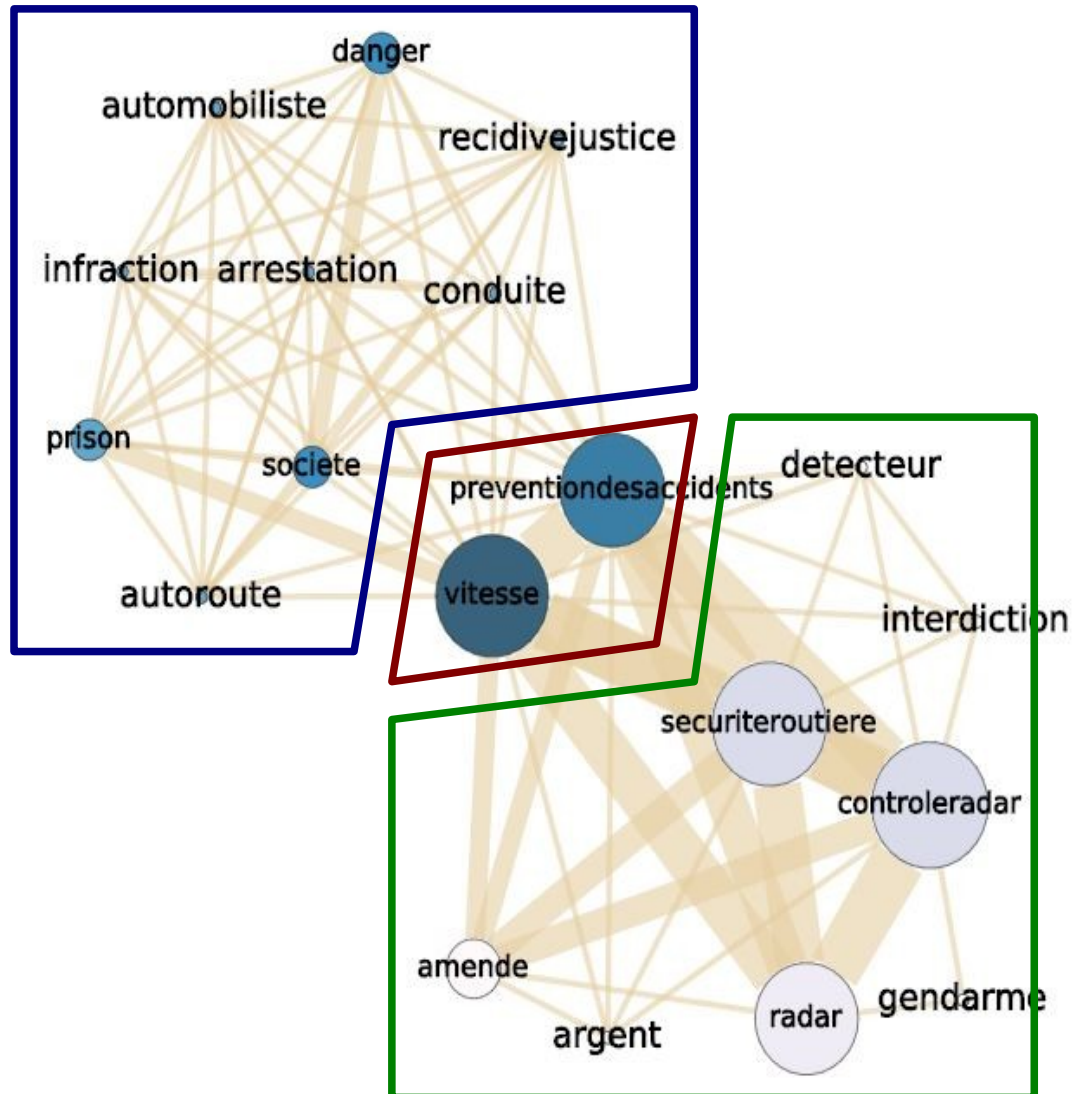 danger
automobiliste
recidivejustice
infraction
arrestation
conduite
prison
societe
autoroute
preventiondesaccidents
vitesse
detecteur
interdiction
securiteroutiere
controleradar
amende
argent
radar
gendarme